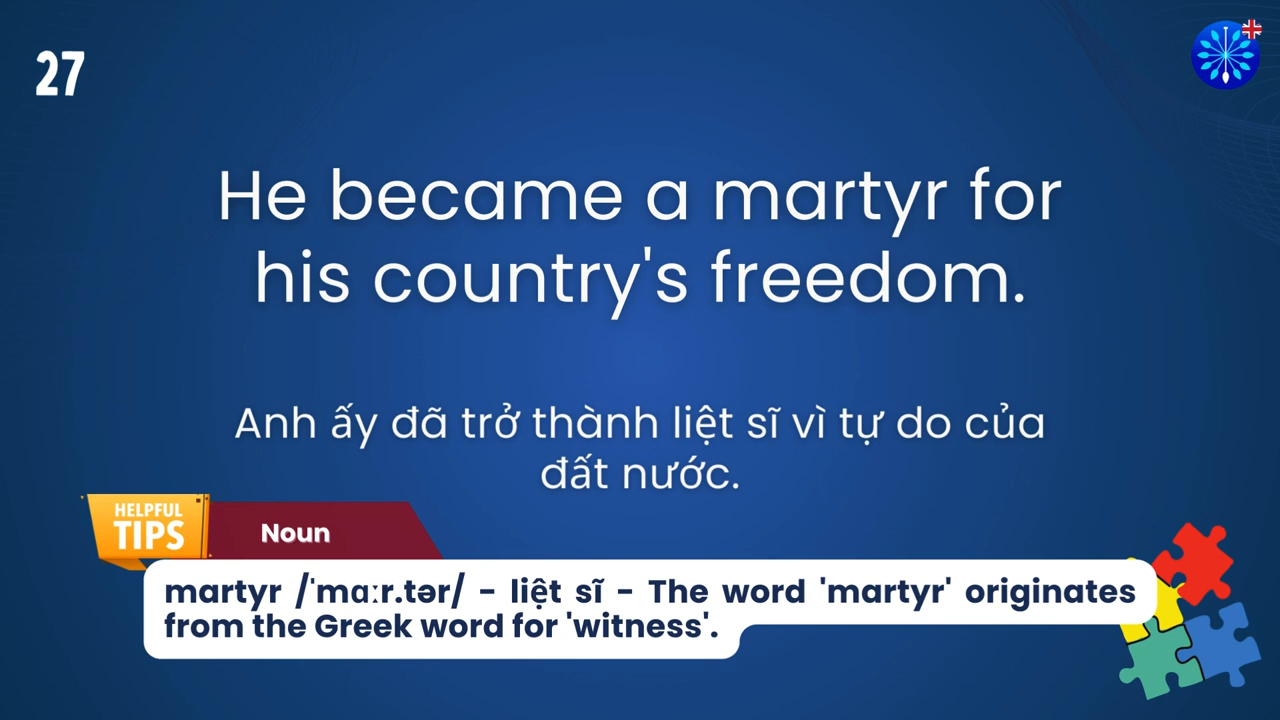 27
He became a martyr for
his country's freedom.
Anh ấy đã trở thành liệt sĩ vì tự do của
đất nước.
HELPFUL
TIPS
Noun
martyr /ˈmɑːr.tər/ - liệt sĩ - The word 'martyr' originates
from the Greek word for 'witness'.